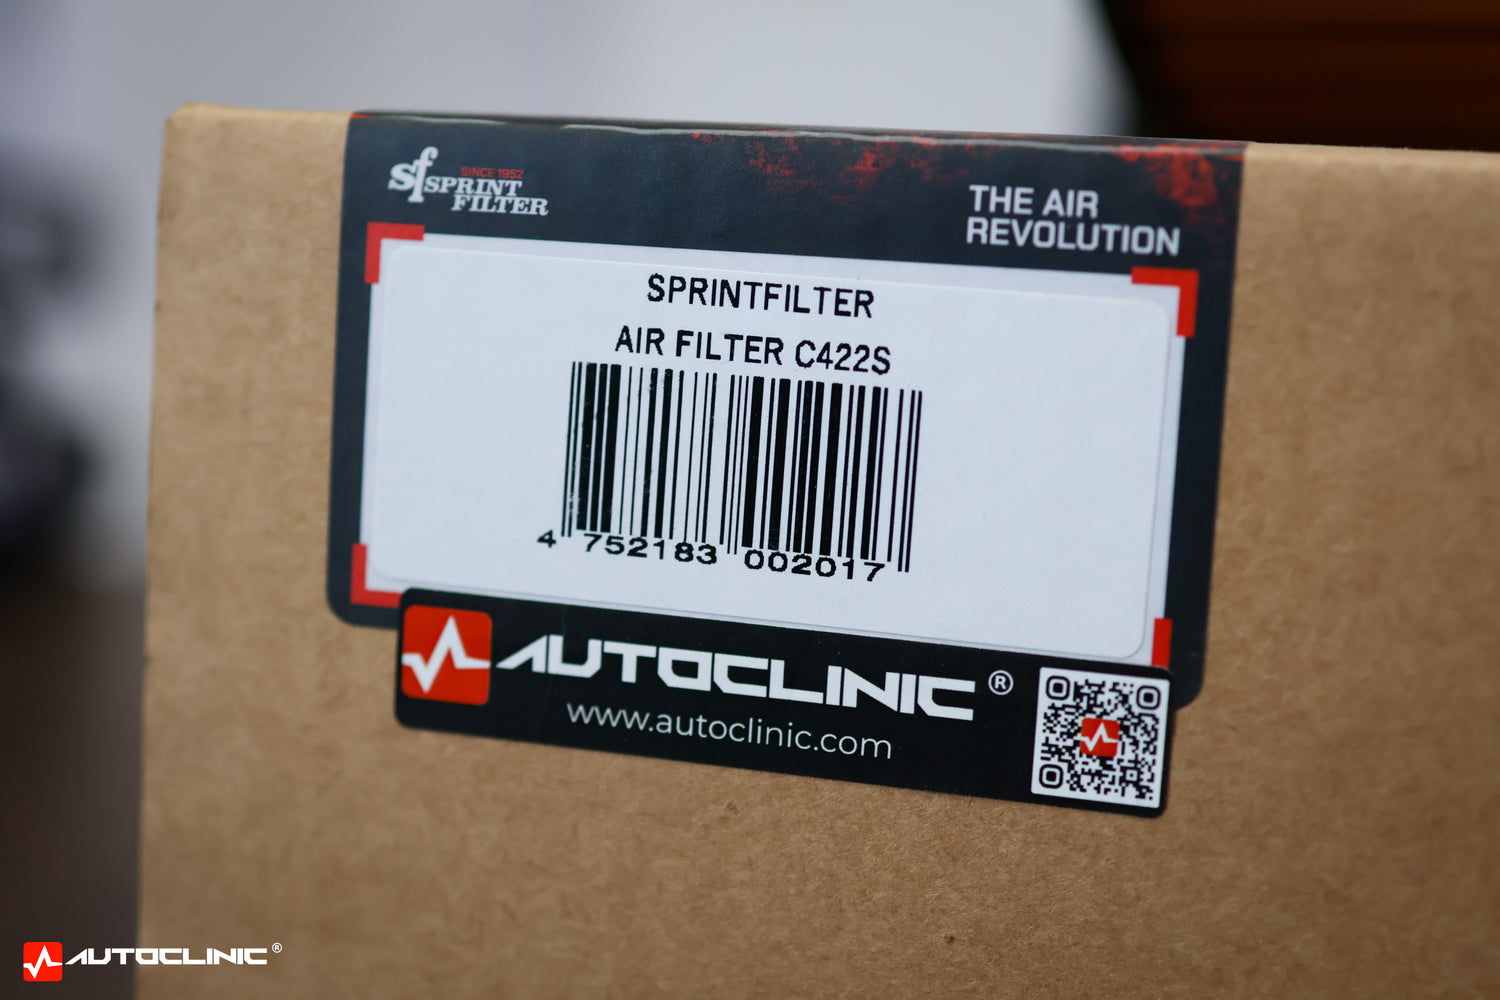 sf SINCE 1952
SPRINT
FILTER
THE AIR
REVOLUTION
SPRINTFILTER
AIR FILTER C422S
4 752183 002017
AUTOCLINIC®
www.autoclinic.com
AUTOCLINIC®